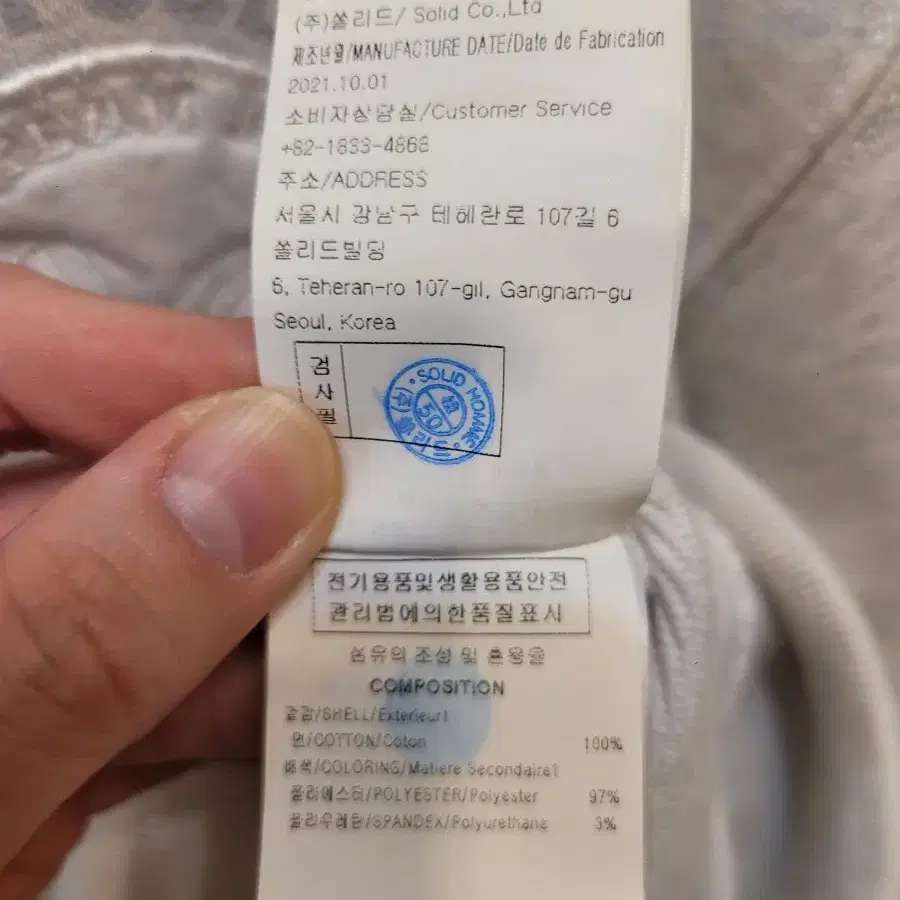 (주)쏠리드/ Solid Co.,Ltd
제조년월/MANUFACTURE DATE/Date de Fabrication
2021.10.01
소비자상담실/Customer Service
+82-1833-4668
주소/ADDRESS
서울시 강남구 테헤란로 107길 6
쏠리드빌딩
6, Teheran-ro 107-gil, Gangnam-gu
Seoul, Korea
검
사
필
SOLID HOMME
50
전기용품및생활용품안전
관리법에의한품질표시
섬유의 조성 및 혼용율
COMPOSITION
겉감/SHELL/Exterieur1
면/COTTON/Coton 100%
배색/COLORING/Matiere Secondaire1
폴리에스터/POLYESTER/Polyester 97%
폴리우레탄/SPANDEX/Polyurethane 3%